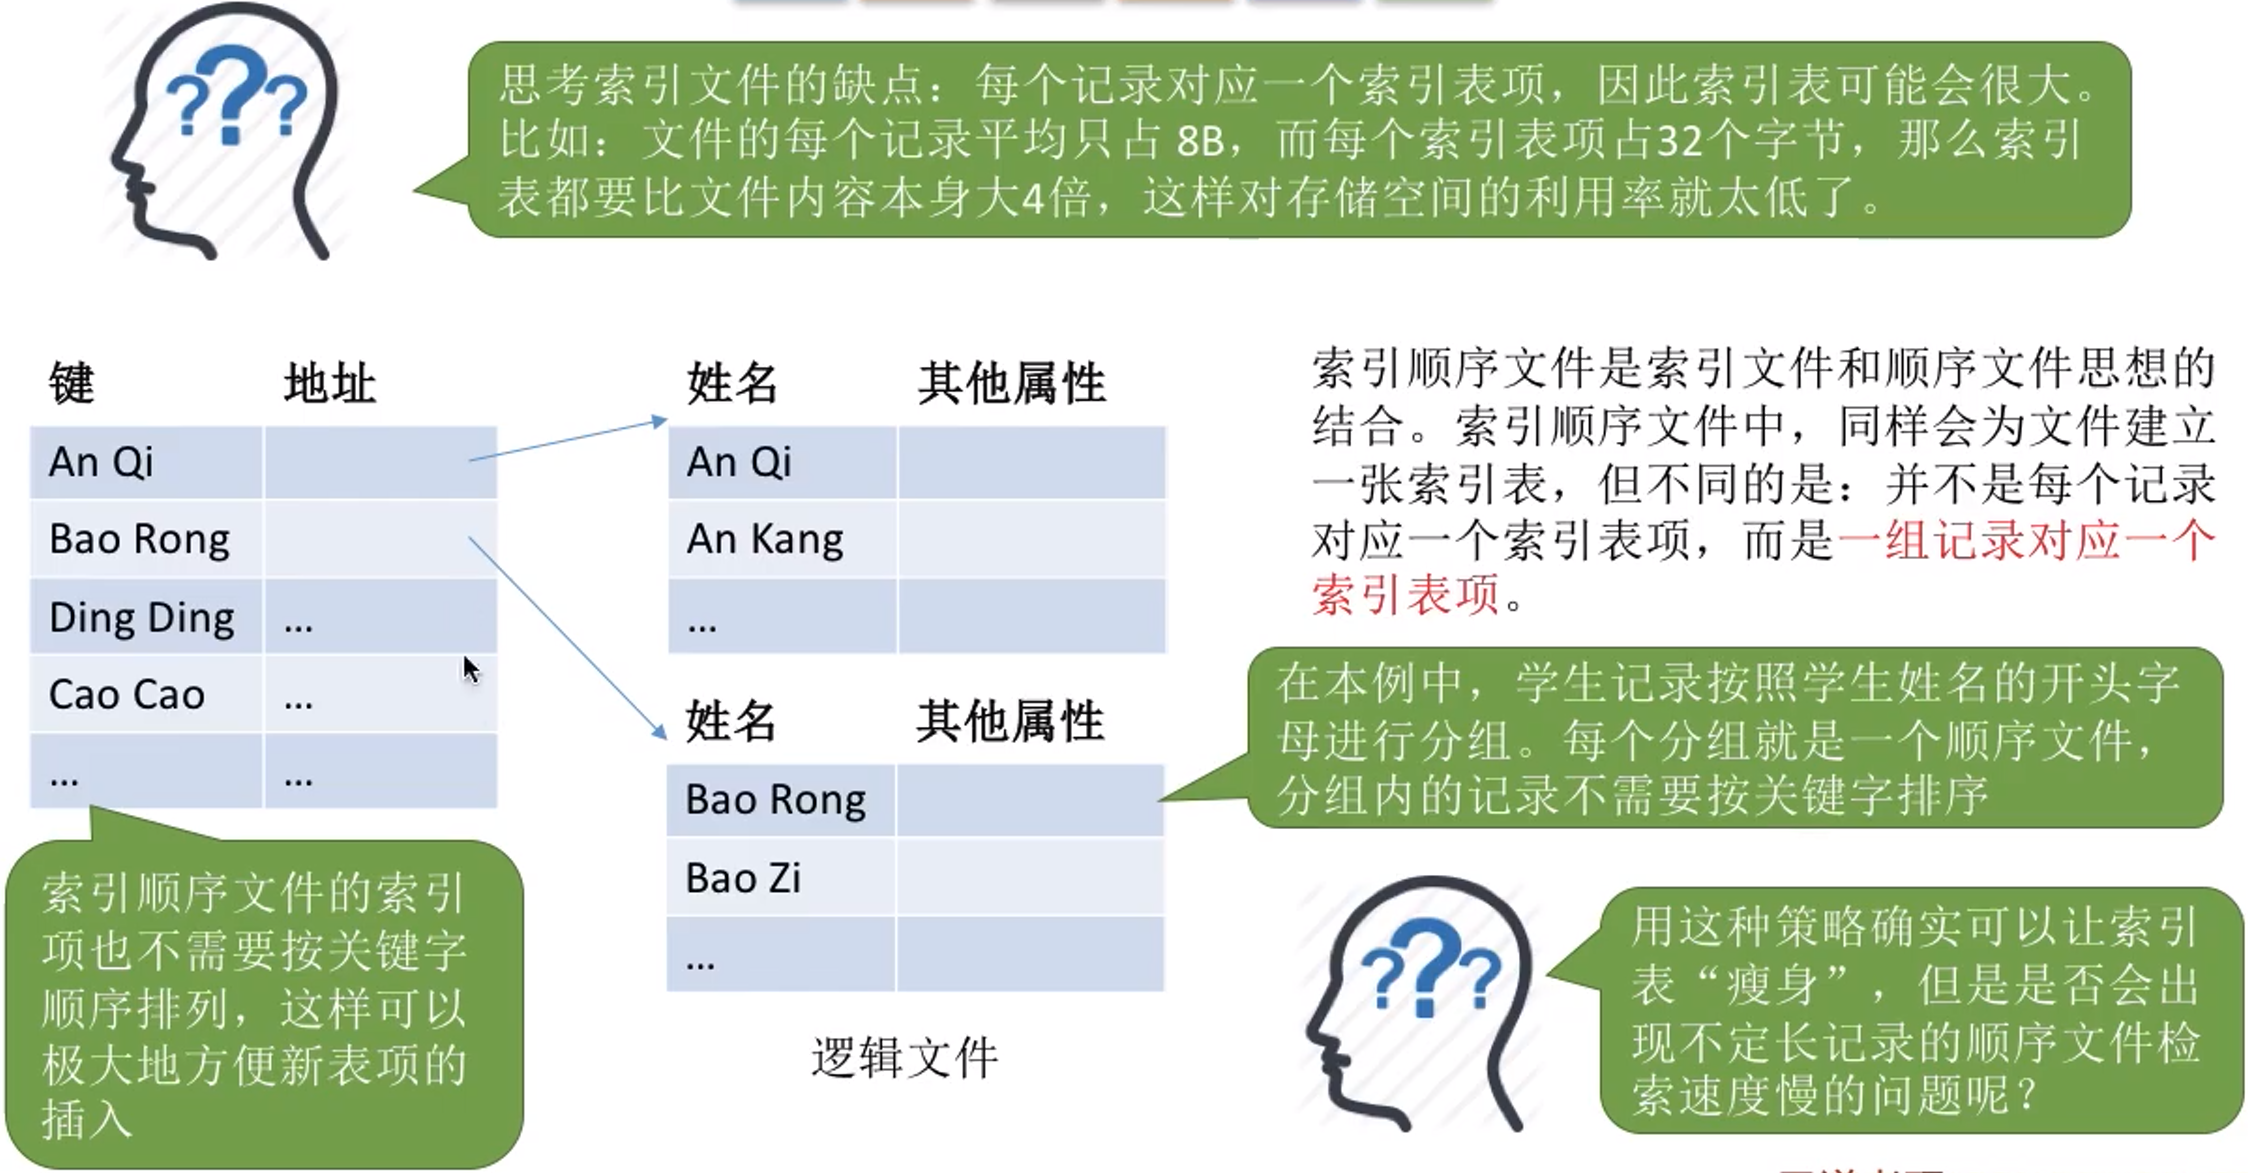 思考索引文件的缺点：每个记录对应一个索引表项，因此索引表可能会很大。
比如：文件的每个记录平均只占 8B，而每个索引表项占32个字节，那么索引
表都要比文件内容本身大4倍，这样对存储空间的利用率就太低了。
键 地址
An Qi
Bao Rong
Ding Ding ...
Cao Cao ...
... ...
索引顺序文件的索引
项也不需要按关键字
顺序排列，这样可以
极大地方便新表项的
插入
姓名 其他属性
An Qi
An Kang
...
姓名 其他属性
Bao Rong
Bao Zi
...
逻辑文件
索引顺序文件是索引文件和顺序文件思想的
结合。索引顺序文件中，同样会为文件建立
一张索引表，但不同的是：并不是每个记录
对应一个索引表项，而是一组记录对应一个
索引表项。
在本例中，学生记录按照学生姓名的开头字
母进行分组。每个分组就是一个顺序文件，
分组内的记录不需要按关键字排序
用这种策略确实可以让索引
表“瘦身”，但是是否会出
现不定长记录的顺序文件检
索速度慢的问题呢？